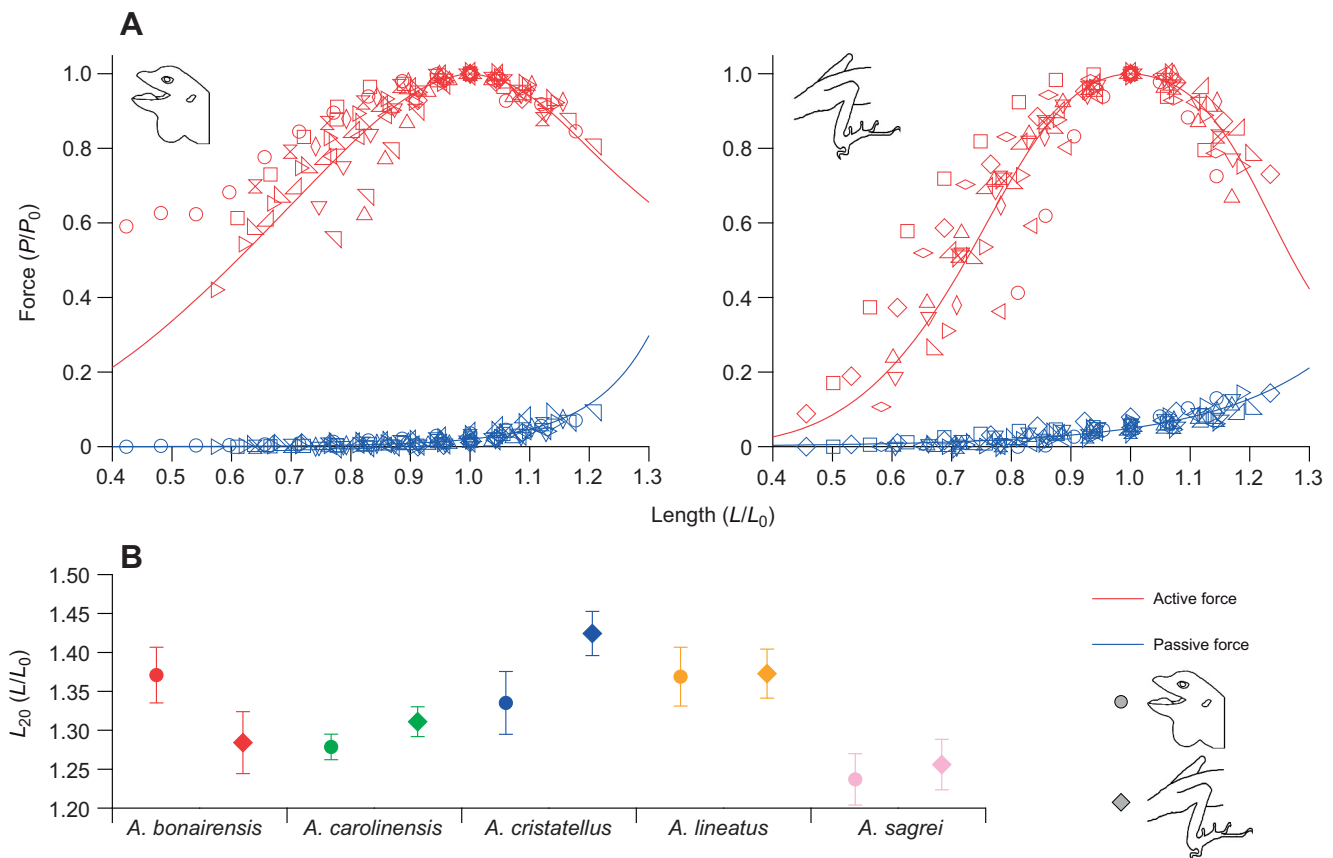 A
Force (P/P0)
1.0
0.8
0.6
0.4
0.2
0
0.4 0.5 0.6 0.7 0.8 0.9 1.0 1.1 1.2 1.3
1.0
0.8
0.6
0.4
0.2
0
0.4 0.5 0.6 0.7 0.8 0.9 1.0 1.1 1.2 1.3
Length (L/L0)
B
L20 (L/L0)
1.50
1.45
1.40
1.35
1.30
1.25
1.20
A. bonairensis A. carolinensis A. cristatellus A. lineatus A. sagrei
Active force
Passive force